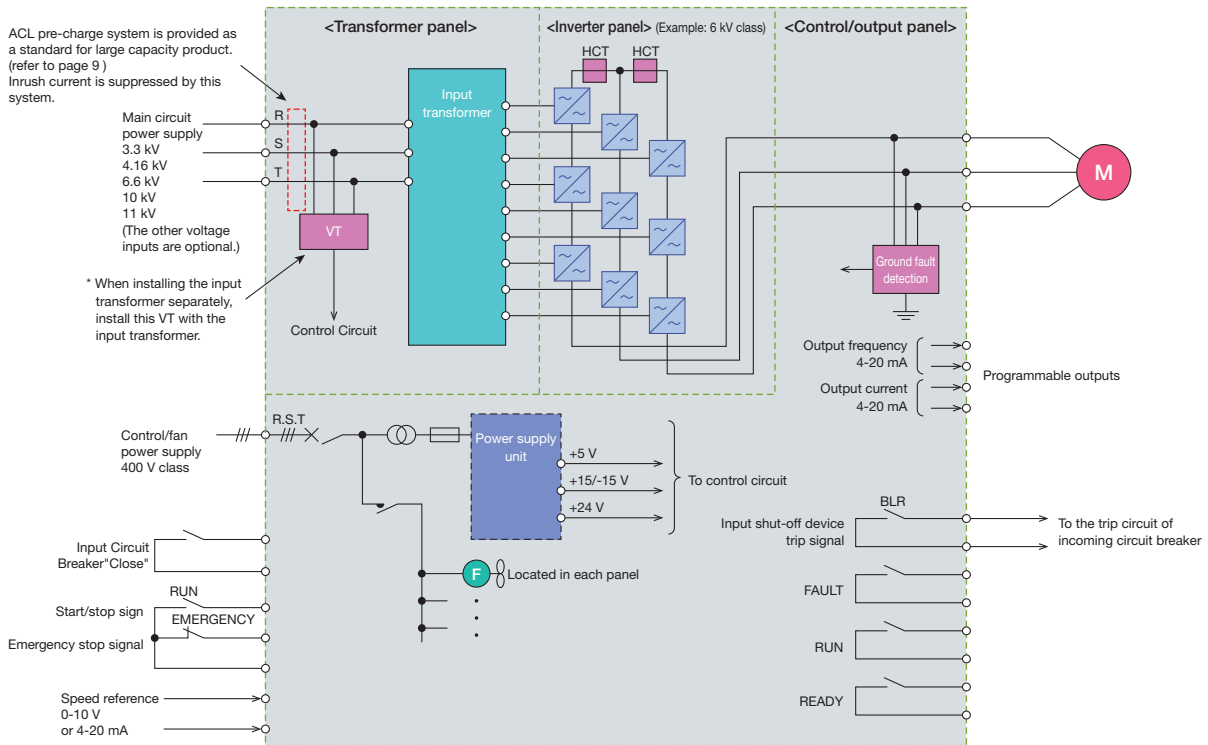 <Transformer panel>
<Inverter panel> (Example: 6 kV class)
<Control/output panel>
ACL pre-charge system is provided as
a standard for large capacity product.
(refer to page 9 )
Inrush current is suppressed by this
system.
HCT
HCT
Input
transformer
R
S
T
Main circuit
power supply
3.3 kV
4.16 kV
6.6 kV
10 kV
11 kV
(The other voltage
inputs are optional.)
VT
M
Ground fault
detection
* When installing the input
transformer separately,
install this VT with the
input transformer.
Control Circuit
Output frequency
4-20 mA
Output current
4-20 mA
Programmable outputs
R.S.T
Control/fan
power supply
400 V class
Power supply
unit
+5 V
+15/-15 V
+24 V
To control circuit
BLR
Input shut-off device
trip signal
To the trip circuit of
incoming circuit breaker
Input Circuit
Breaker"Close"
F
Located in each panel
FAULT
RUN
Start/stop sign
EMERGENCY
Emergency stop signal
RUN
READY
Speed reference
0-10 V
or 4-20 mA